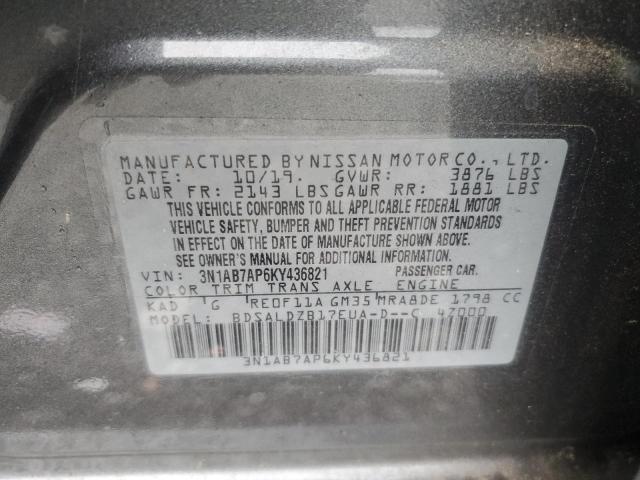 MANUFACTURED BY NISSAN MOTOR CO., LTD.
DATE: 10/19. GVWR: 3876 LBS
GAWR FR: 2143 LBS GAWR RR: 1881 LBS
THIS VEHICLE CONFORMS TO ALL APPLICABLE FEDERAL MOTOR
VEHICLE SAFETY, BUMPER, AND THEFT PREVENTION STANDARDS
IN EFFECT ON THE DATE OF MANUFACTURE SHOWN ABOVE.
SEE OWNER'S MANUAL FOR ADDITIONAL INFORMATION.
VIN: 3N1AB7AP6KY436821 PASSENGER CAR.
COLOR TRIM TRANS AXLE ENGINE
KAD G RE0F11A GM35 MRA8DE 1798 CC
MODEL: BDSALDZB17EUA-D--C 47000
3N1AB7AP6KY436821